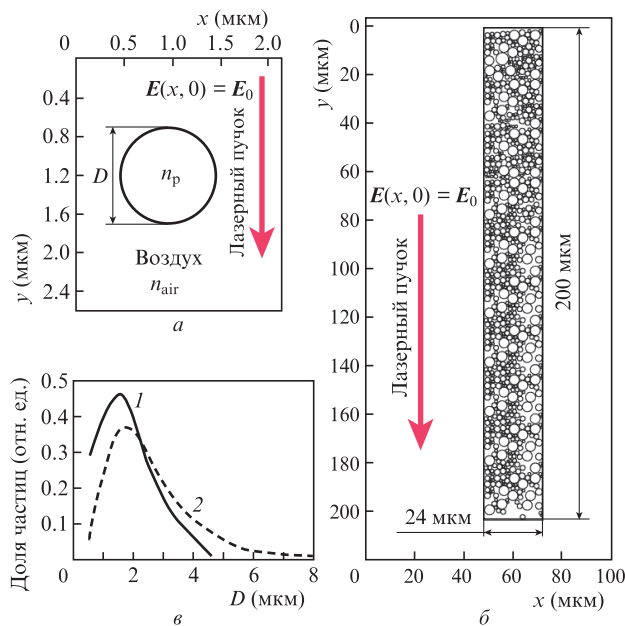 x (мкм)
0 0.5 1.0 1.5 2.0
E(x, 0) = E₀
0.4
0.8
1.2
1.6
2.0
2.4
y (мкм)
D
nₚ
Лазерный пучок
Воздух
n_air
а
Доля частиц (отн. ед.)
0.5
0.4
0.3
0.2
0.1
1
2
0 2 4 6 8
D (мкм)
в
y (мкм)
0
20
40
60
80
100
120
140
160
180
200
E(x, 0) = E₀
Лазерный пучок
200 мкм
24 мкм
0 20 40 60 80 100
x (мкм)
б